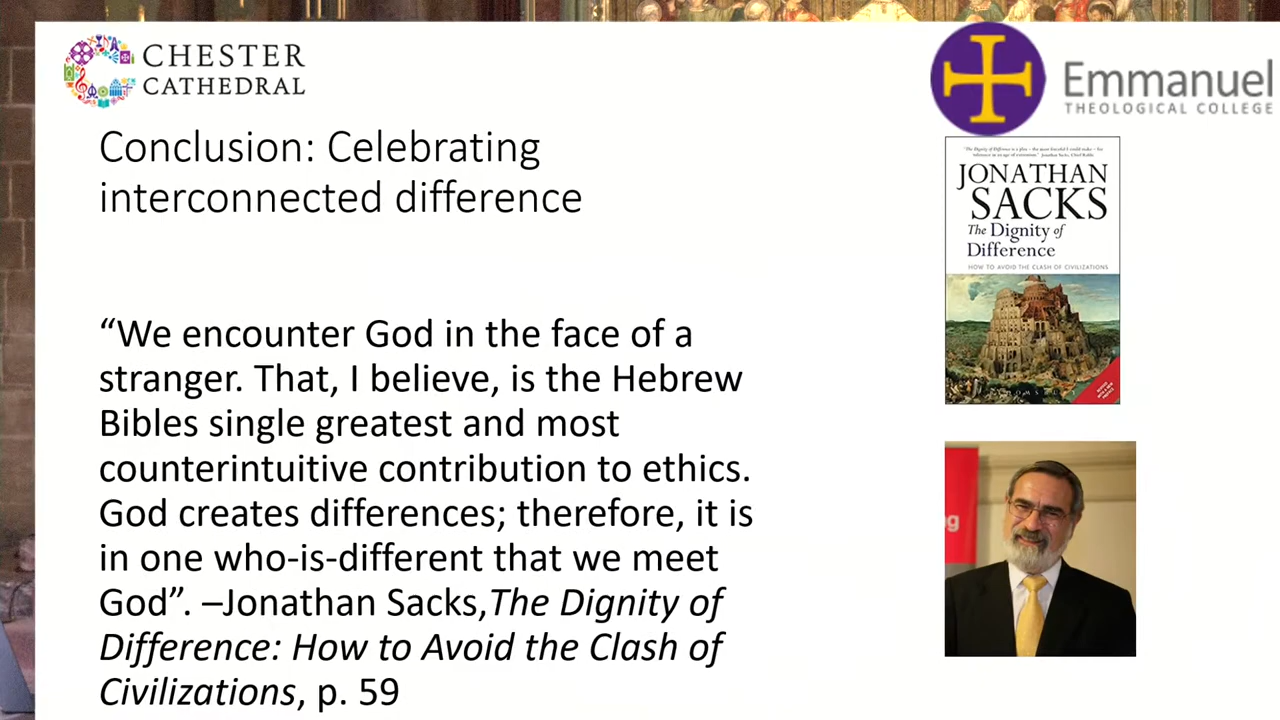 CHESTER
CATHEDRAL
Emmanuel
THEOLOGICAL COLLEGE
Conclusion: Celebrating
interconnected difference
JONATHAN
SACKS
The Dignity of
Difference
HOW TO AVOID THE CLASH OF CIVILIZATIONS
“We encounter God in the face of a
stranger. That, I believe, is the Hebrew
Bibles single greatest and most
counterintuitive contribution to ethics.
God creates differences; therefore, it is
in one who-is-different that we meet
God”. –Jonathan Sacks,The Dignity of
Difference: How to Avoid the Clash of
Civilizations, p. 59